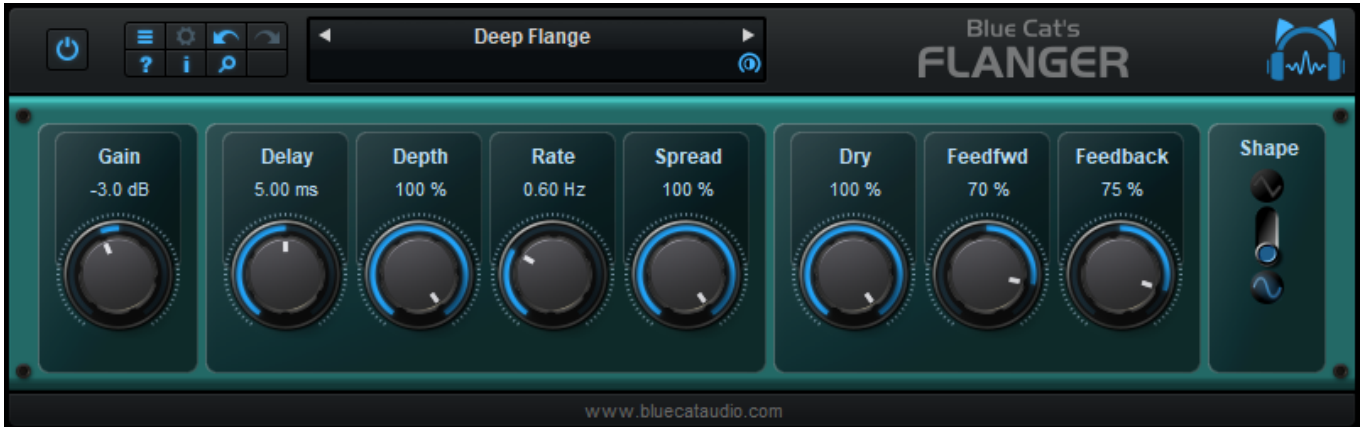 Deep Flange
? i
Blue Cat's
FLANGER
Gain
-3.0 dB
Delay
5.00 ms
Depth
100 %
Rate
0.60 Hz
Spread
100 %
Dry
100 %
Feedfwd
70 %
Feedback
75 %
Shape
www.bluecataudio.com